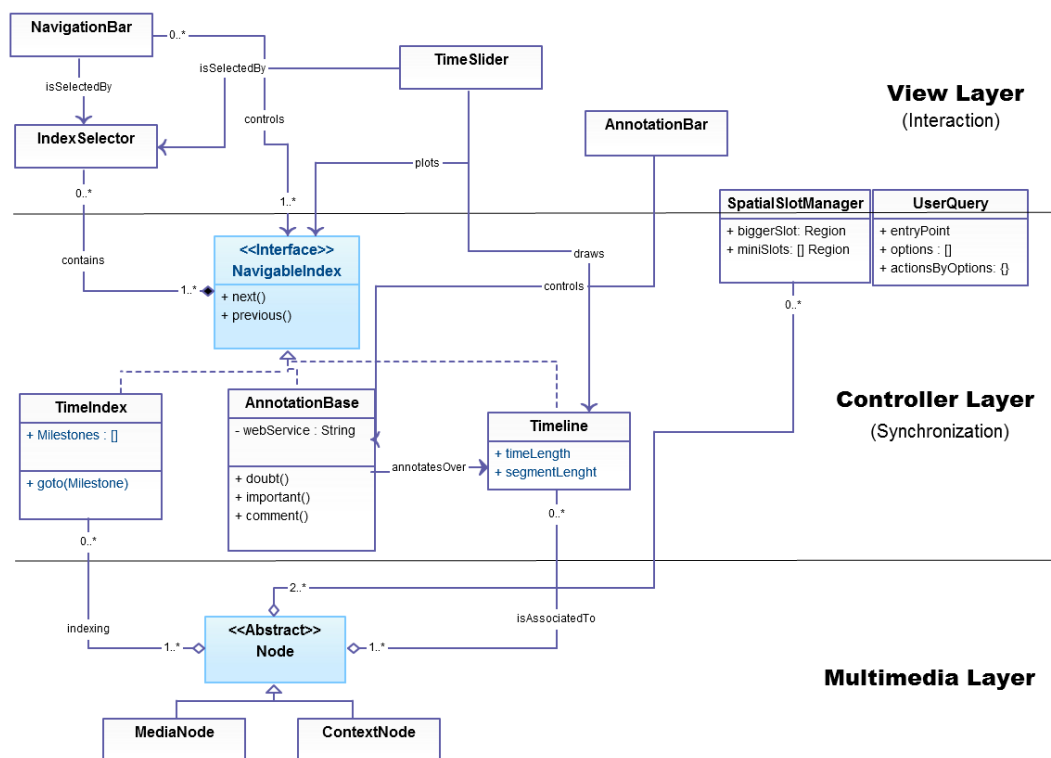 NavigationBar
0..*
isSelectedBy
TimeSlider
isSelectedBy
controls
IndexSelector
AnnotationBar
View Layer
(Interaction)
plots
0..*
1..*
contains
1..*
<<Interface>>
NavigableIndex
+ next()
+ previous()
draws
controls
SpatialSlotManager
+ biggerSlot: Region
+ miniSlots: [] Region
0..*
UserQuery
+ entryPoint
+ options : []
+ actionsByOptions: {}
TimeIndex
+ Milestones : []
+ goto(Milestone)
AnnotationBase
- webService : String
+ doubt()
+ important()
+ comment()
annotatesOver
Timeline
+ timeLength
+ segmentLenght
Controller Layer
(Synchronization)
0..*
0..*
2..*
indexing
isAssociatedTo
1..*
<<Abstract>>
Node
1..*
Multimedia Layer
MediaNode
ContextNode